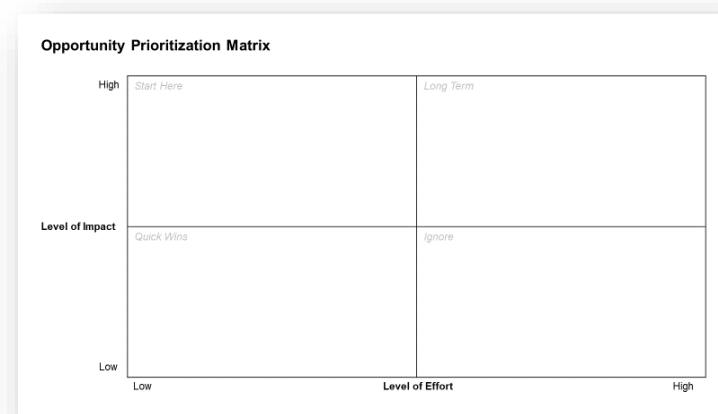 Opportunity Prioritization Matrix
High
Start Here
Long Term
Level of Impact
Quick Wins
Ignore
Low
Low
Level of Effort
High